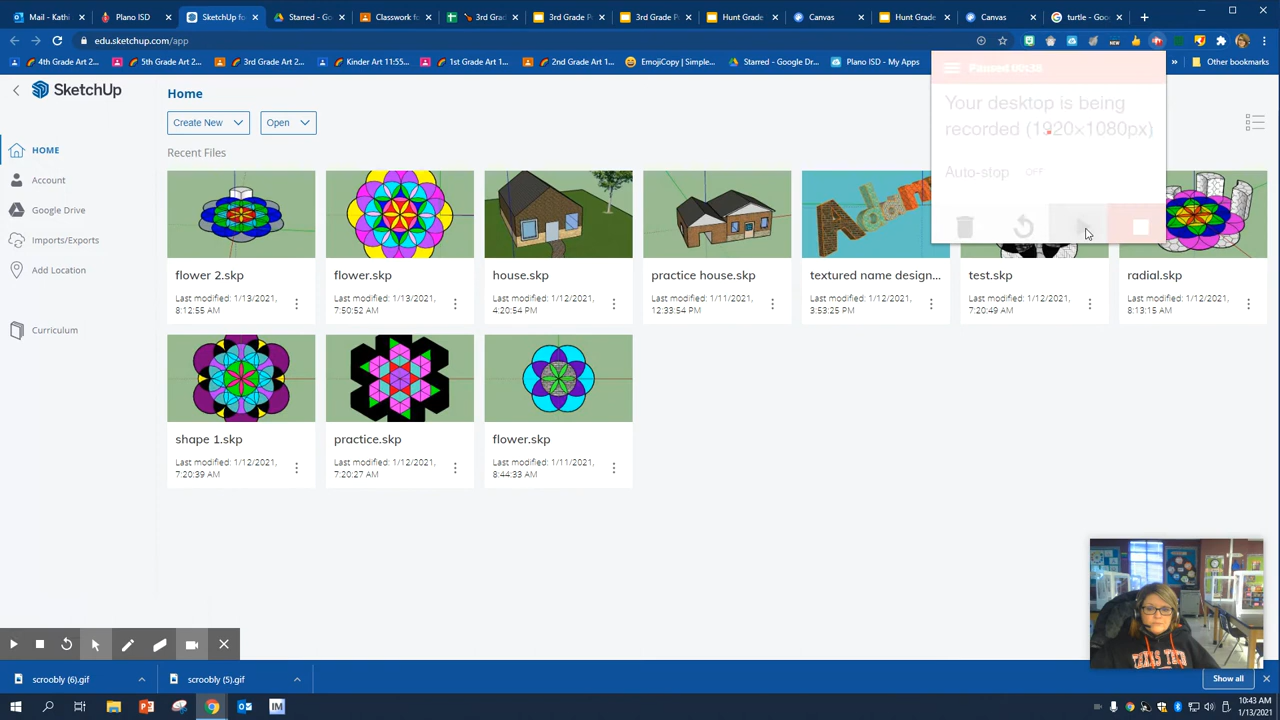 Mail - Kathe
Plano ISD
SketchUp fo
Starred - Go
Classwork fo
3rd Grad
3rd Grade P
3rd Grade P
Hunt Grade
Canvas
Hunt Grade
Canvas
turtle - Goo
edu.sketchup.com/app
4th Grade Art 2...
5th Grade Art 2...
3rd Grade Art 2...
Kinder Art 11:55...
1st Grade Art 1...
2nd Grade Art 1...
EmojiCopy | Simple...
Starred - Google Dr...
Plano ISD - My Apps
»
Other bookmarks
SketchUp
HOME
Account
Google Drive
Imports/Exports
Add Location
Curriculum
Home
Create New
Open
Recent Files
Paused 00:38
Your desktop is being
recorded (1920×1080px)
Auto-stop OFF
flower 2.skp
Last modified: 1/13/2021,
8:12:55 AM
flower.skp
Last modified: 1/13/2021,
7:50:52 AM
house.skp
Last modified: 1/12/2021,
4:20:54 PM
practice house.skp
Last modified: 1/11/2021,
12:33:54 PM
Adam
textured name design...
Last modified: 1/12/2021,
3:53:25 PM
test.skp
Last modified: 1/12/2021,
7:20:49 AM
radial.skp
Last modified: 1/12/2021,
8:13:15 AM
shape 1.skp
Last modified: 1/12/2021,
7:20:39 AM
practice.skp
Last modified: 1/12/2021,
7:20:27 AM
flower.skp
Last modified: 1/11/2021,
8:44:33 AM
scroobly (6).gif
scroobly (5).gif
Show all
IM
10:43 AM
1/13/2021